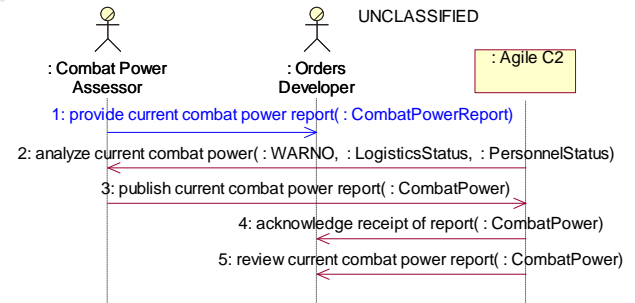 UNCLASSIFIED
: Combat Power
Assessor
: Orders
Developer
: Agile C2
1: provide current combat power report( : CombatPowerReport)
2: analyze current combat power( : WARNO, : LogisticsStatus, : PersonnelStatus)
3: publish current combat power report( : CombatPower)
4: acknowledge receipt of report( : CombatPower)
5: review current combat power report( : CombatPower)